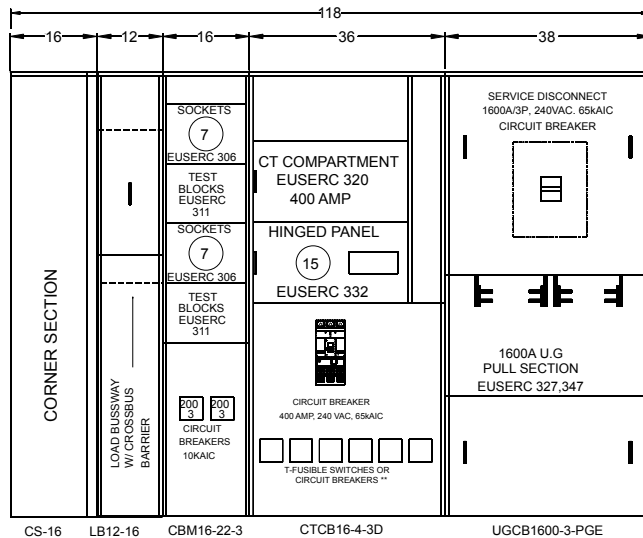 118
16
12
16
36
38
SOCKETS
7
EUSERC 306
TEST
BLOCKS
EUSERC
311
SOCKETS
7
EUSERC 306
TEST
BLOCKS
EUSERC
311
200
3
200
3
CIRCUIT
BREAKERS
10KAIC
CORNER SECTION
LOAD BUSSWAY
W/ CROSSBUS
BARRIER
CT COMPARTMENT
EUSERC 320
400 AMP
HINGED PANEL
15
EUSERC 332
CIRCUIT BREAKER
400 AMP, 240 VAC, 65kAIC
T-FUSIBLE SWITCHES OR
CIRCUIT BREAKERS **
SERVICE DISCONNECT
1600A/3P, 240VAC. 65kAIC
CIRCUIT BREAKER
1600A U.G
PULL SECTION
EUSERC 327,347
CS-16
LB12-16
CBM16-22-3
CTCB16-4-3D
UGCB1600-3-PGE